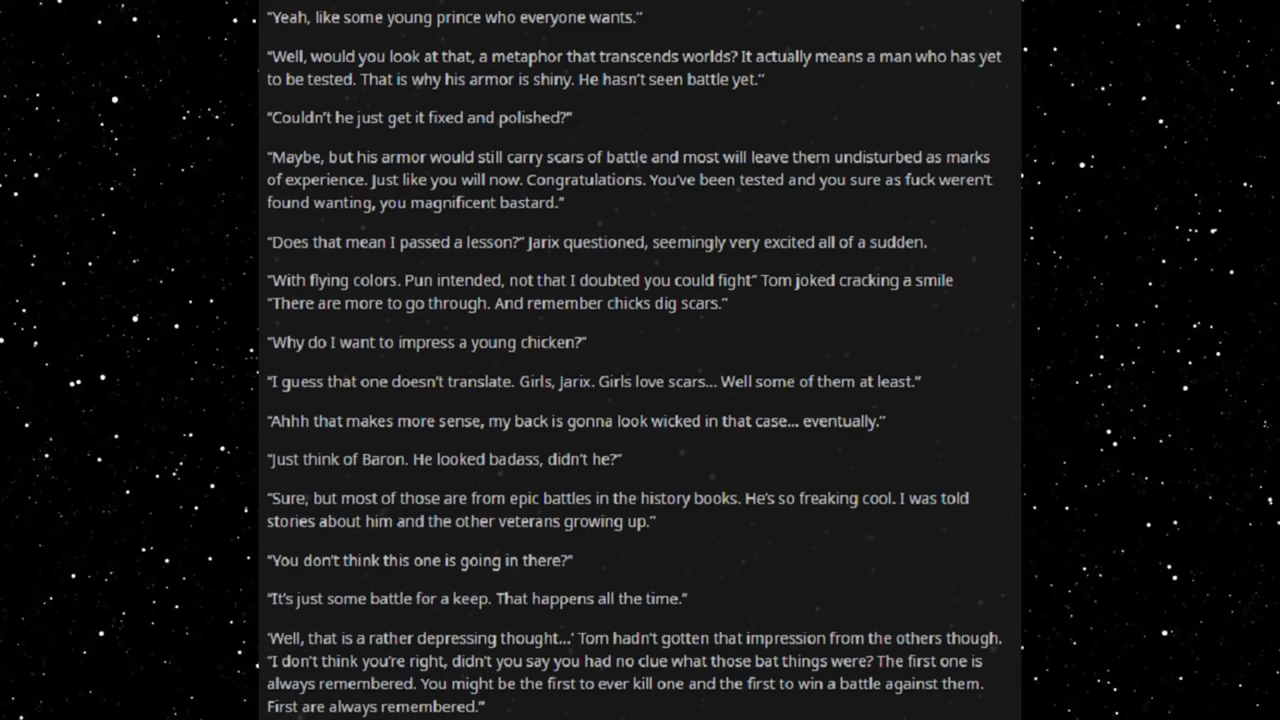 “Yeah, like some young prince who everyone wants.”
“Well, would you look at that, a metaphor that transcends worlds? It actually means a man who has yet
to be tested. That is why his armor is shiny. He hasn’t seen battle yet.”
“Couldn’t he just get it fixed and polished?”
“Maybe, but his armor would still carry scars of battle and most will leave them undisturbed as marks
of experience. Just like you will now. Congratulations. You’ve been tested and you sure as fuck weren’t
found wanting, you magnificent bastard.”
“Does that mean I passed a lesson?” Jarix questioned, seemingly very excited all of a sudden.
“With flying colors. Pun intended, not that I doubted you could fight” Tom joked cracking a smile
“There are more to go through. And remember chicks dig scars.”
“Why do I want to impress a young chicken?”
“I guess that one doesn’t translate. Girls, Jarix. Girls love scars... Well some of them at least.”
“Ahhh that makes more sense, my back is gonna look wicked in that case... eventually.”
“Just think of Baron. He looked badass, didn’t he?”
“Sure, but most of those are from epic battles in the history books. He’s so freaking cool. I was told
stories about him and the other veterans growing up.”
“You don’t think this one is going in there?”
“It’s just some battle for a keep. That happens all the time.”
‘Well, that is a rather depressing thought...’ Tom hadn’t gotten that impression from the others though.
“I don’t think you’re right, didn’t you say you had no clue what those bat things were? The first one is
always remembered. You might be the first to ever kill one and the first to win a battle against them.
First are always remembered.”